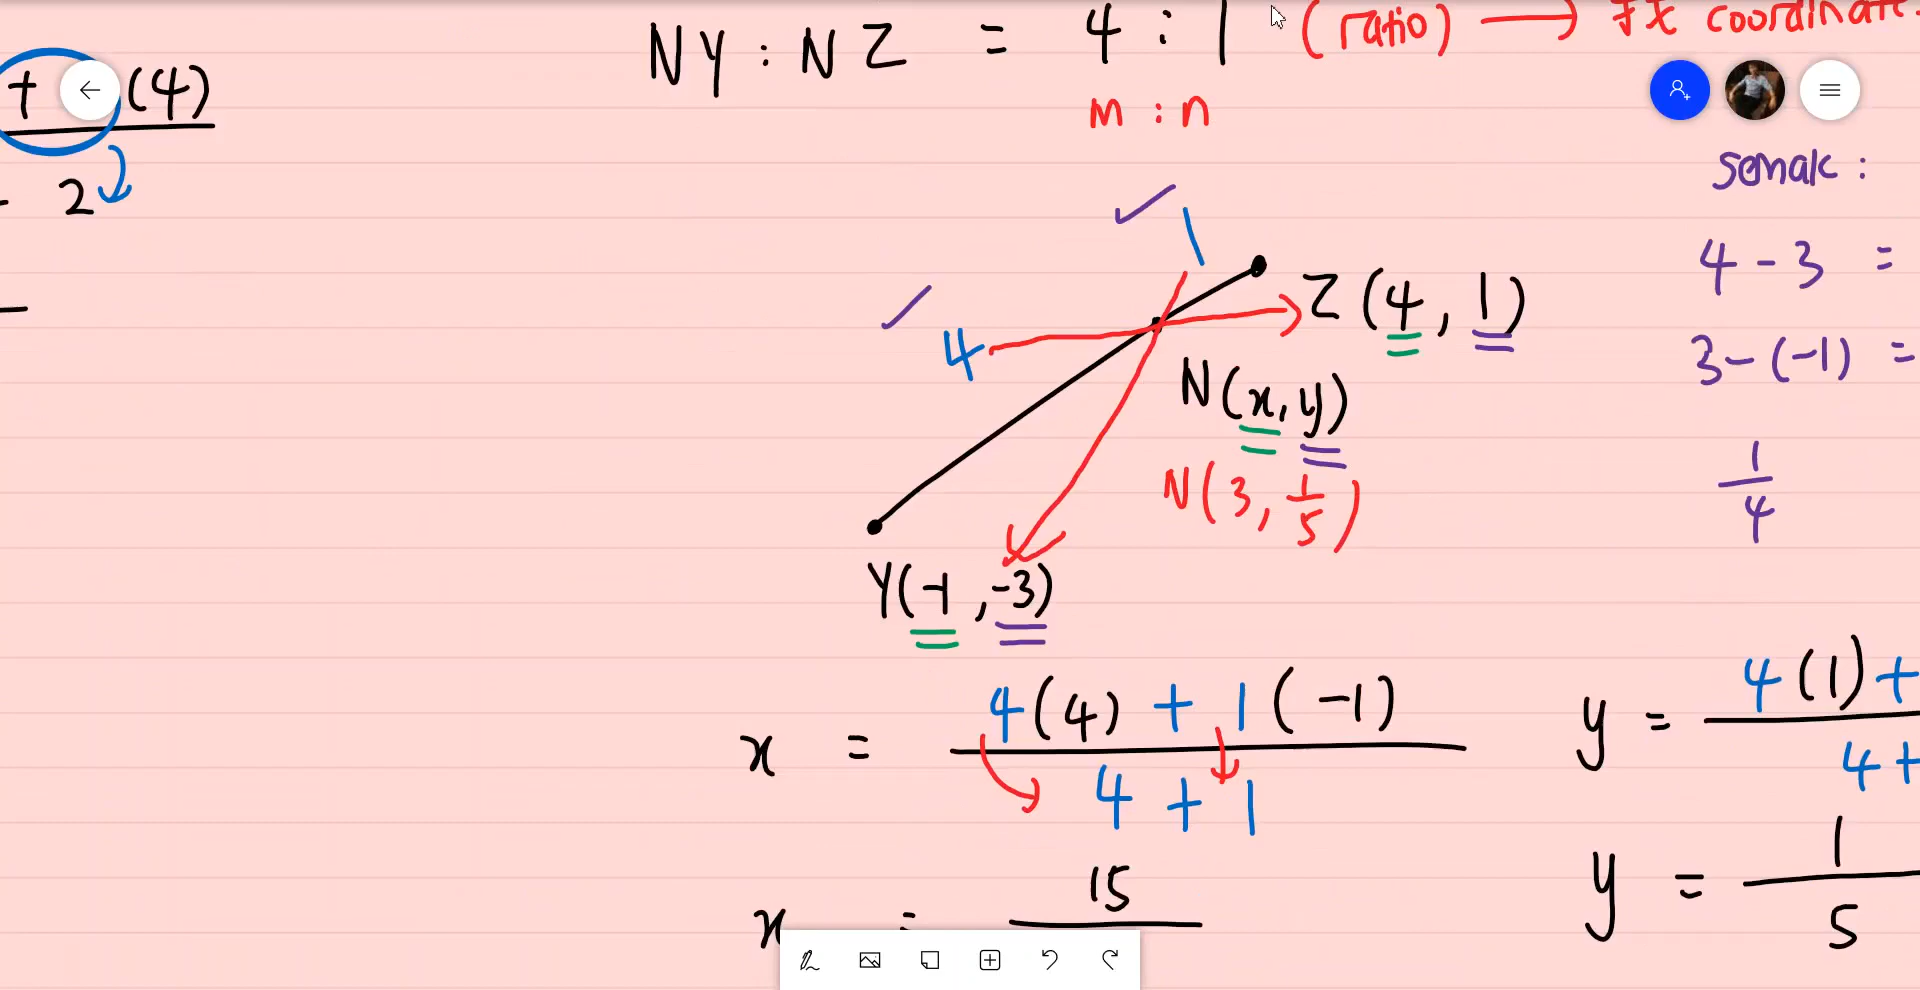 NY : NZ = 4 : 1 (ratio) → coordinate
m : n
+ (4)
2
semak :
4 - 3 =
3 - (-1) =
1
4
1
4
Z (4, 1)
N (x, y)
N (3, 1/5)
Y (-1, -3)
x = 4(4) + 1(-1)
4 + 1
y = 4(1) +
4 +
x = 15
y = 1
5